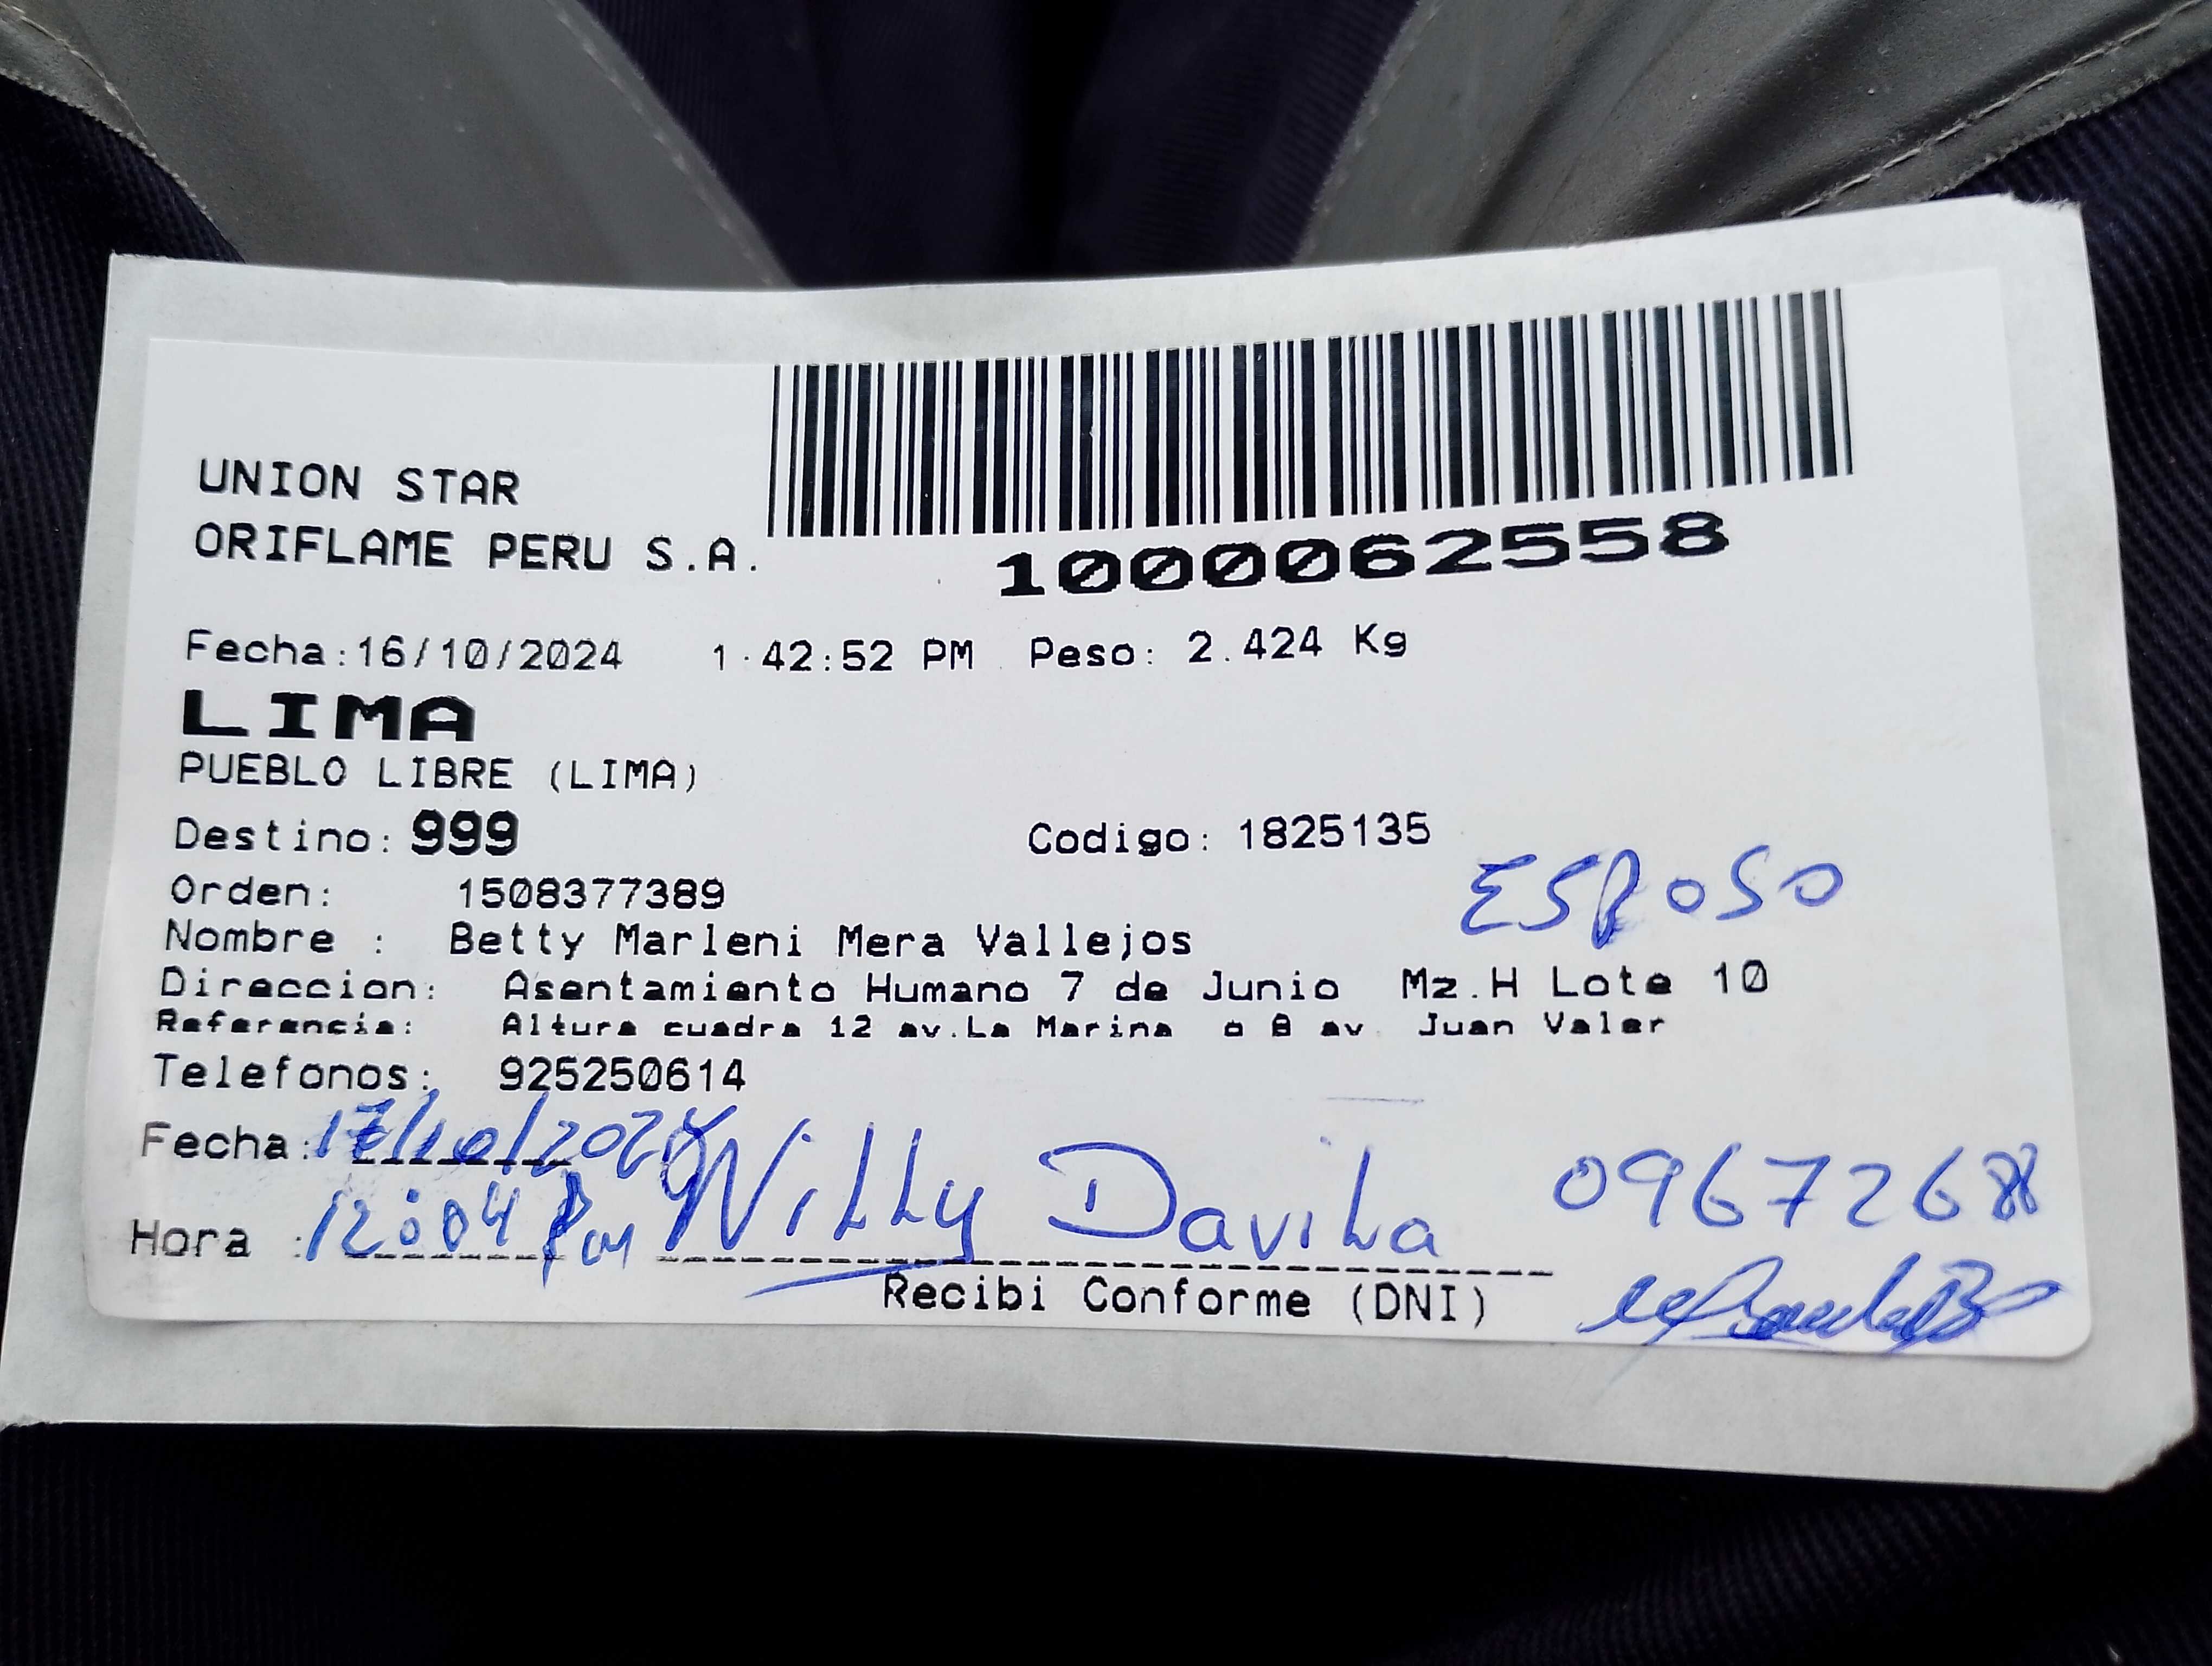 UNION STAR
ORIFLAME PERU S.A.
1000062558
Fecha:16/10/2024 1:42:52 PM Peso: 2.424 Kg
LIMA
PUEBLO LIBRE (LIMA)
Destino: 999 Codigo: 1825135
Orden: 1508377389
ESPOSO
Nombre : Betty Marleni Mera Vallejos
Direccion: Asentamiento Humano 7 de Junio Mz.H Lote 10
Referencia: Altura cuadra 12 av.La Marina o 8 av Juan Valer
Telefonos: 925250614
Fecha: 17/10/2024
Hora : 12:04 Pm Willy Davila 0967268
Recibi Conforme (DNI)